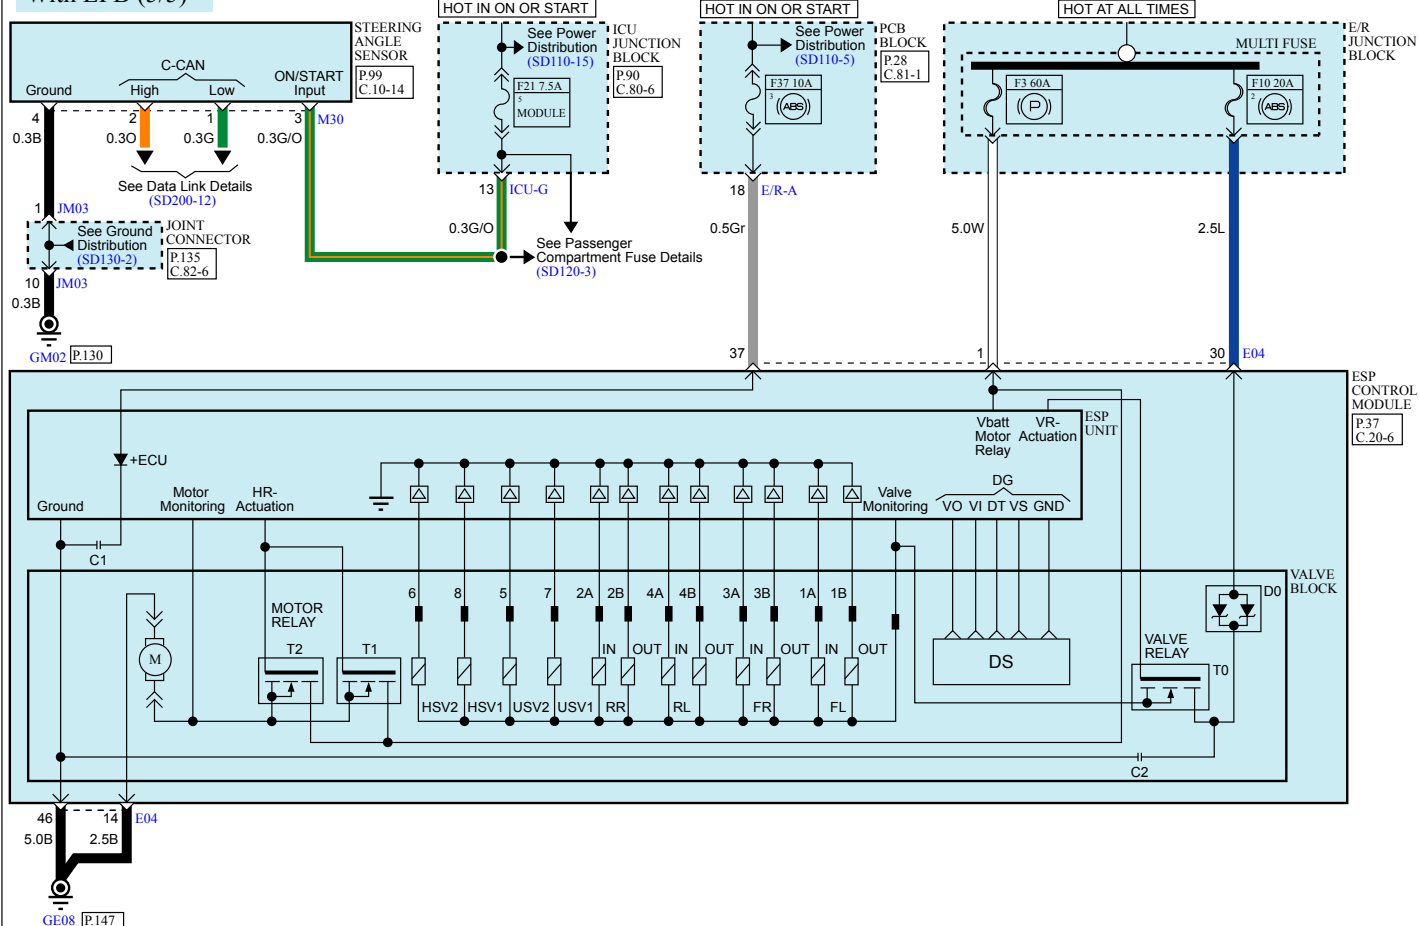 With EPB (3/3)
HOT IN ON OR START
HOT IN ON OR START
HOT AT ALL TIMES
STEERING
ANGLE
SENSOR
P.99
C.10-14
C-CAN
Ground
High
Low
ON/START
Input
4
2
1
3
M30
0.3B
0.3O
0.3G
0.3G/O
See Data Link Details
(SD200-12)
1
JM03
See Ground
Distribution
(SD130-2)
JOINT
CONNECTOR
P.135
C.82-6
10
JM03
0.3B
GM02
P.130
See Power
Distribution
(SD110-15)
ICU
JUNCTION
BLOCK
P.90
C.80-6
F21 7.5A
5
MODULE
13
ICU-G
0.3G/O
See Passenger
Compartment Fuse Details
(SD120-3)
See Power
Distribution
(SD110-5)
PCB
BLOCK
P.28
C.81-1
F37 10A
3
ABS
18
E/R-A
0.5Gr
MULTI FUSE
E/R
JUNCTION
BLOCK
F3 60A
P
F10 20A
2
ABS
5.0W
2.5L
37
1
30
E04
ESP
CONTROL
MODULE
P.37
C.20-6
ESP
UNIT
Vbatt
Motor
Relay
VR-
Actuation
+ECU
Ground
Motor
Monitoring
HR-
Actuation
Valve
Monitoring
DG
VO VI DT VS GND
C1
VALVE
BLOCK
6
8
5
7
2A
2B
4A
4B
3A
3B
1A
1B
D0
MOTOR
RELAY
T2
T1
M
IN
OUT
IN
OUT
IN
OUT
IN
OUT
DS
VALVE
RELAY
T0
HSV2
HSV1
USV2
USV1
RR
RL
FR
FL
C2
46
14
E04
5.0B
2.5B
GE08
P.147